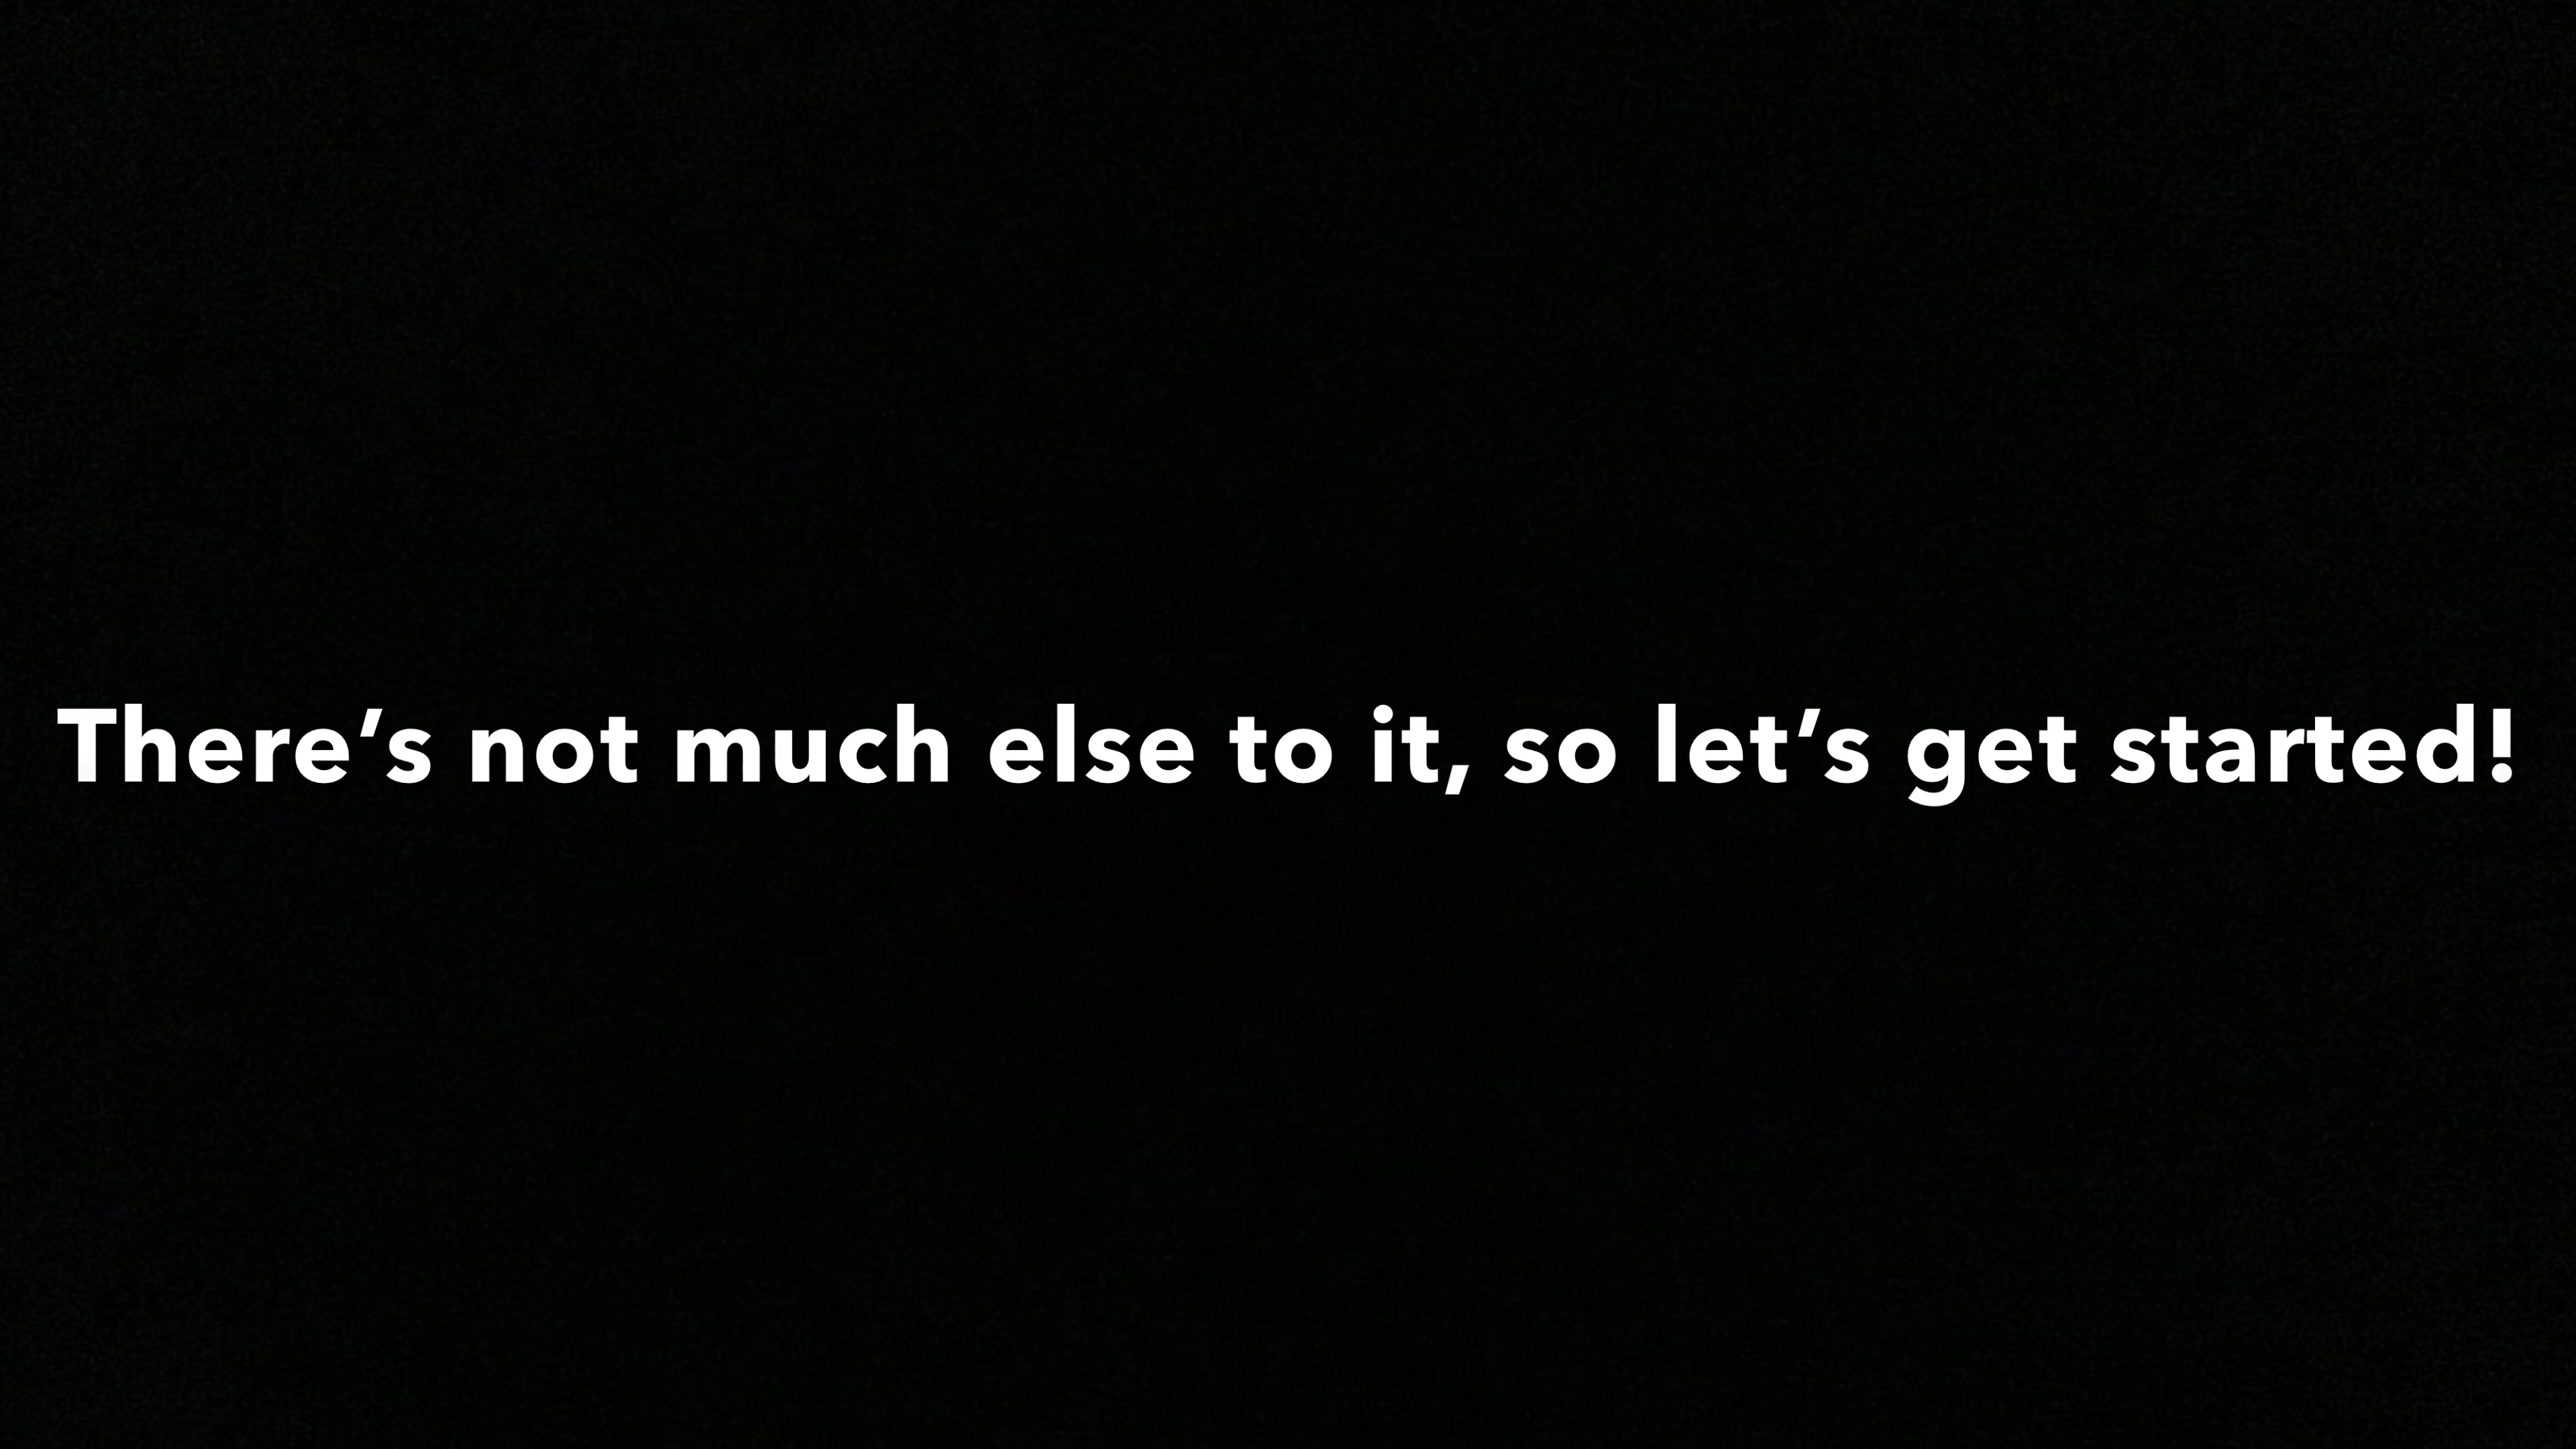 There’s not much else to it, so let’s get started!